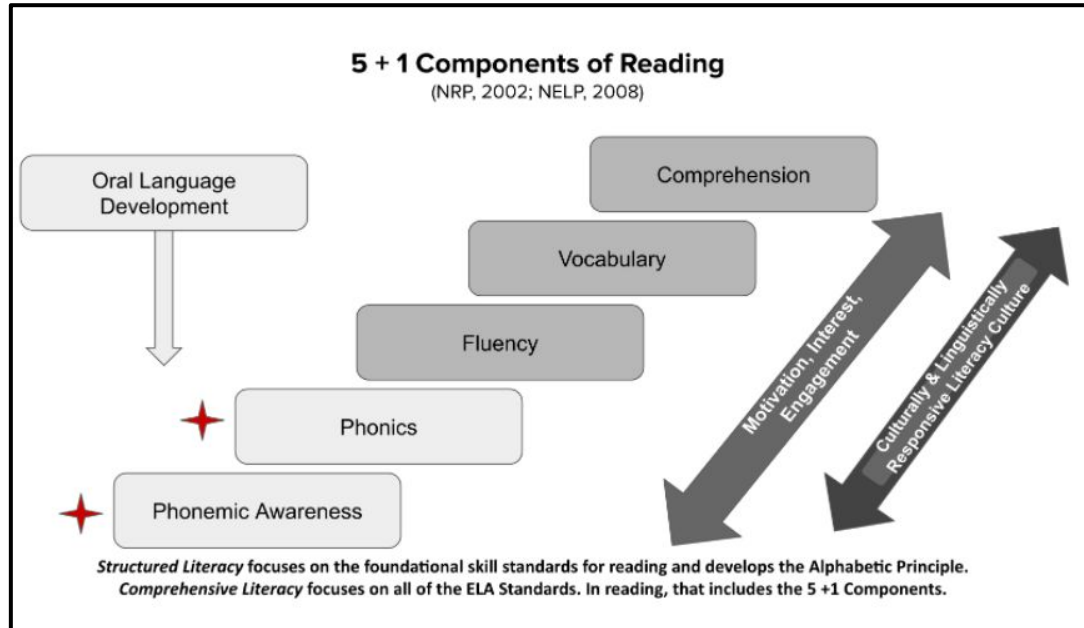 5 + 1 Components of Reading
(NRP, 2002; NELP, 2008)
Oral Language
Development
Comprehension
Vocabulary
Fluency
Phonics
Phonemic Awareness
Motivation, Interest,
Engagement
Culturally & Linguistically
Responsive Literacy Culture
Structured Literacy focuses on the foundational skill standards for reading and develops the Alphabetic Principle.
Comprehensive Literacy focuses on all of the ELA Standards. In reading, that includes the 5 +1 Components.